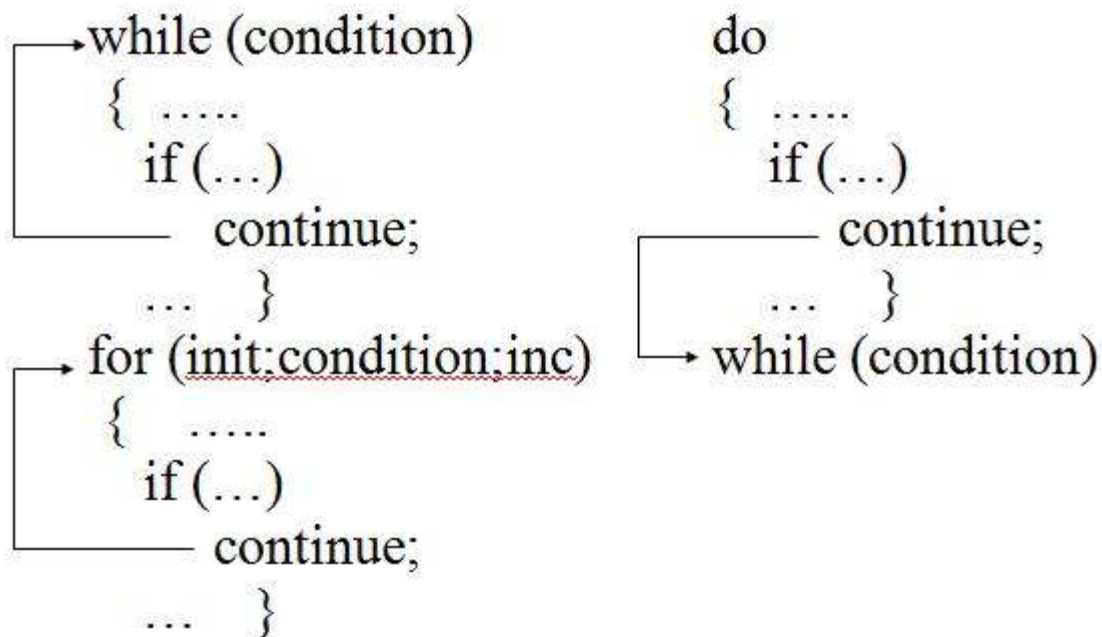 while (condition)
{ .....
if (...)
continue;
... }
for (init;condition;inc)
{ .....
if (...)
continue;
... }
do
{ .....
if (...)
continue;
... }
while (condition)